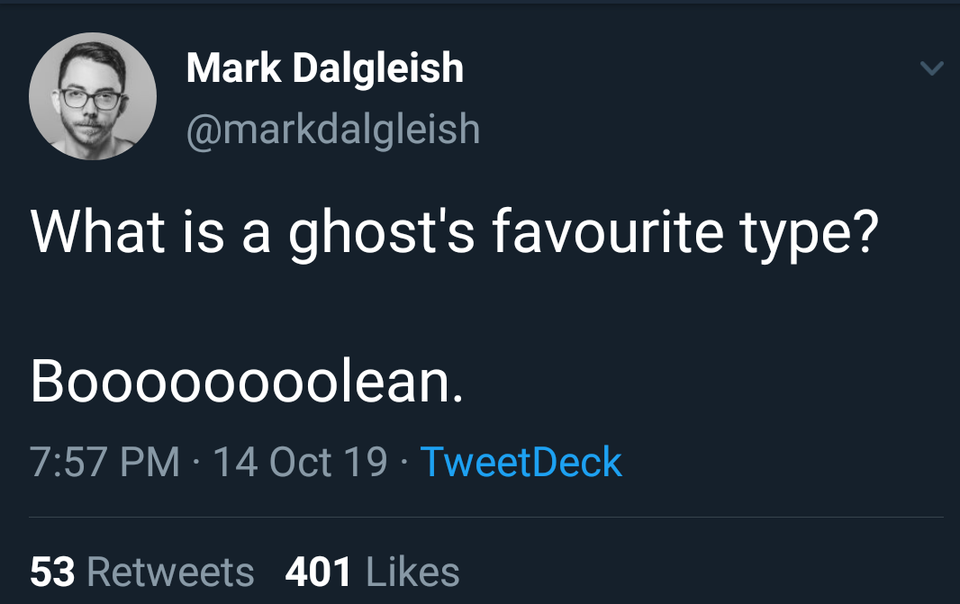 Mark Dalgleish
@markdalgleish
What is a ghost's favourite type?
Booooooooolean.
7:57 PM · 14 Oct 19 · TweetDeck
53 Retweets 401 Likes